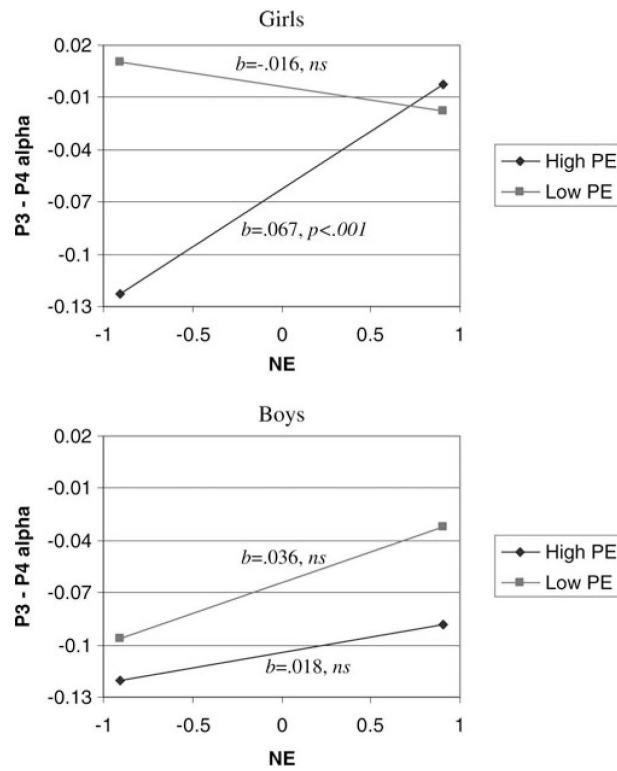 Girls
0.02
-0.01
-0.04
-0.07
-0.1
-0.13
P3 - P4 alpha
b=-.016, ns
b=.067, p<.001
-1
-0.5
0
0.5
1
NE
High PE
Low PE
Boys
0.02
-0.01
-0.04
-0.07
-0.1
-0.13
P3 - P4 alpha
b=.036, ns
b=.018, ns
-1
-0.5
0
0.5
1
NE
High PE
Low PE